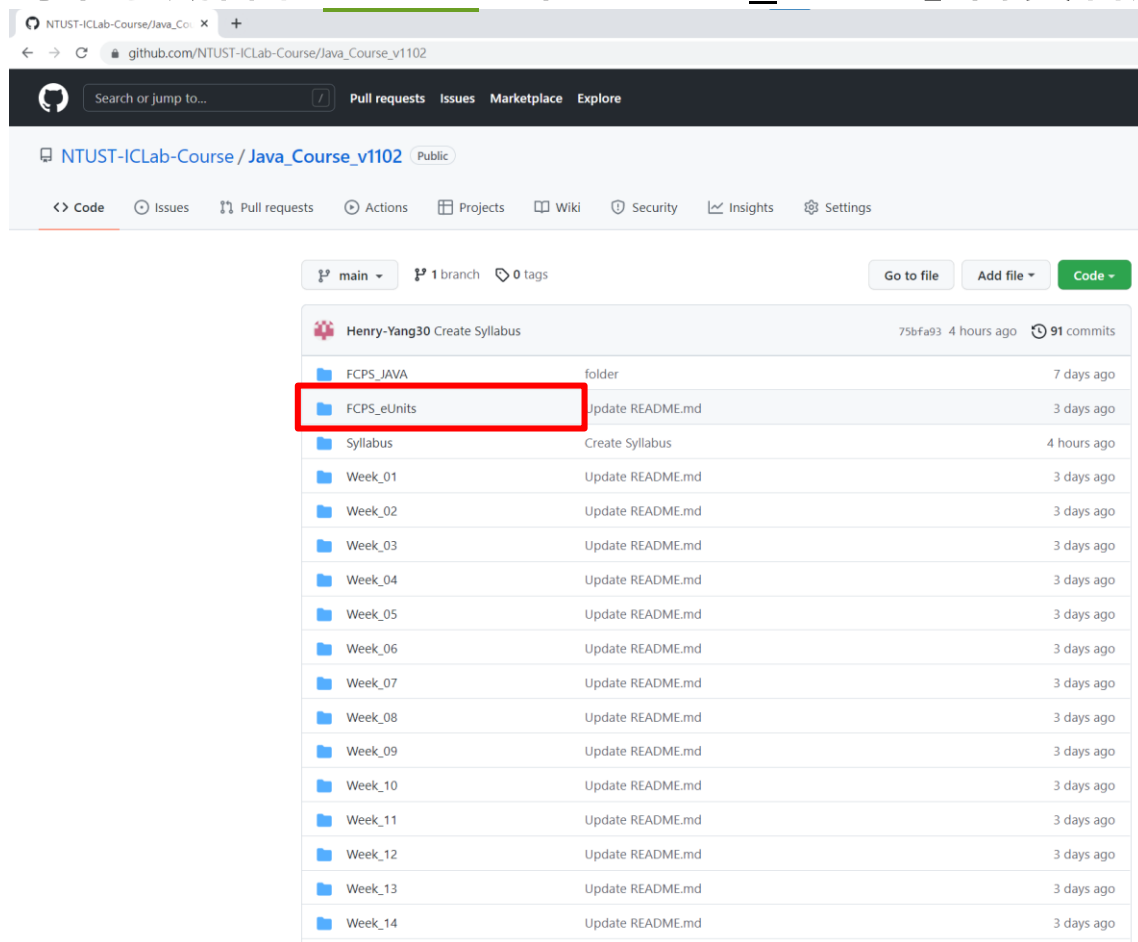 NTUST-ICLab-Course/Java_Cou
github.com/NTUST-ICLab-Course/Java_Course_v1102
Search or jump to... / Pull requests Issues Marketplace Explore
NTUST-ICLab-Course / Java_Course_v1102 Public
<> Code Issues Pull requests Actions Projects Wiki Security Insights Settings
main 1 branch 0 tags Go to file Add file Code
Henry-Yang30 Create Syllabus 75bfa93 4 hours ago 91 commits
FCPS_JAVA folder 7 days ago
FCPS_eUnits Update README.md 3 days ago
Syllabus Create Syllabus 4 hours ago
Week_01 Update README.md 3 days ago
Week_02 Update README.md 3 days ago
Week_03 Update README.md 3 days ago
Week_04 Update README.md 3 days ago
Week_05 Update README.md 3 days ago
Week_06 Update README.md 3 days ago
Week_07 Update README.md 3 days ago
Week_08 Update README.md 3 days ago
Week_09 Update README.md 3 days ago
Week_10 Update README.md 3 days ago
Week_11 Update README.md 3 days ago
Week_12 Update README.md 3 days ago
Week_13 Update README.md 3 days ago
Week_14 Update README.md 3 days ago